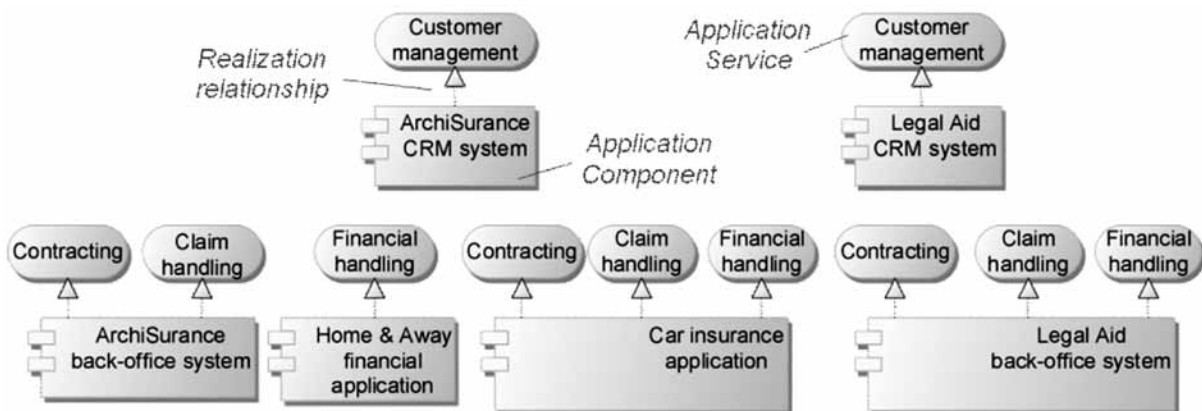 Customer
management
Realization
relationship
ArchiSurance
CRM system
Application
Component
Application
Service
Customer
management
Legal Aid
CRM system
Contracting
Claim
handling
ArchiSurance
back-office system
Financial
handling
Home & Away
financial
application
Contracting
Claim
handling
Financial
handling
Car insurance
application
Contracting
Claim
handling
Financial
handling
Legal Aid
back-office system